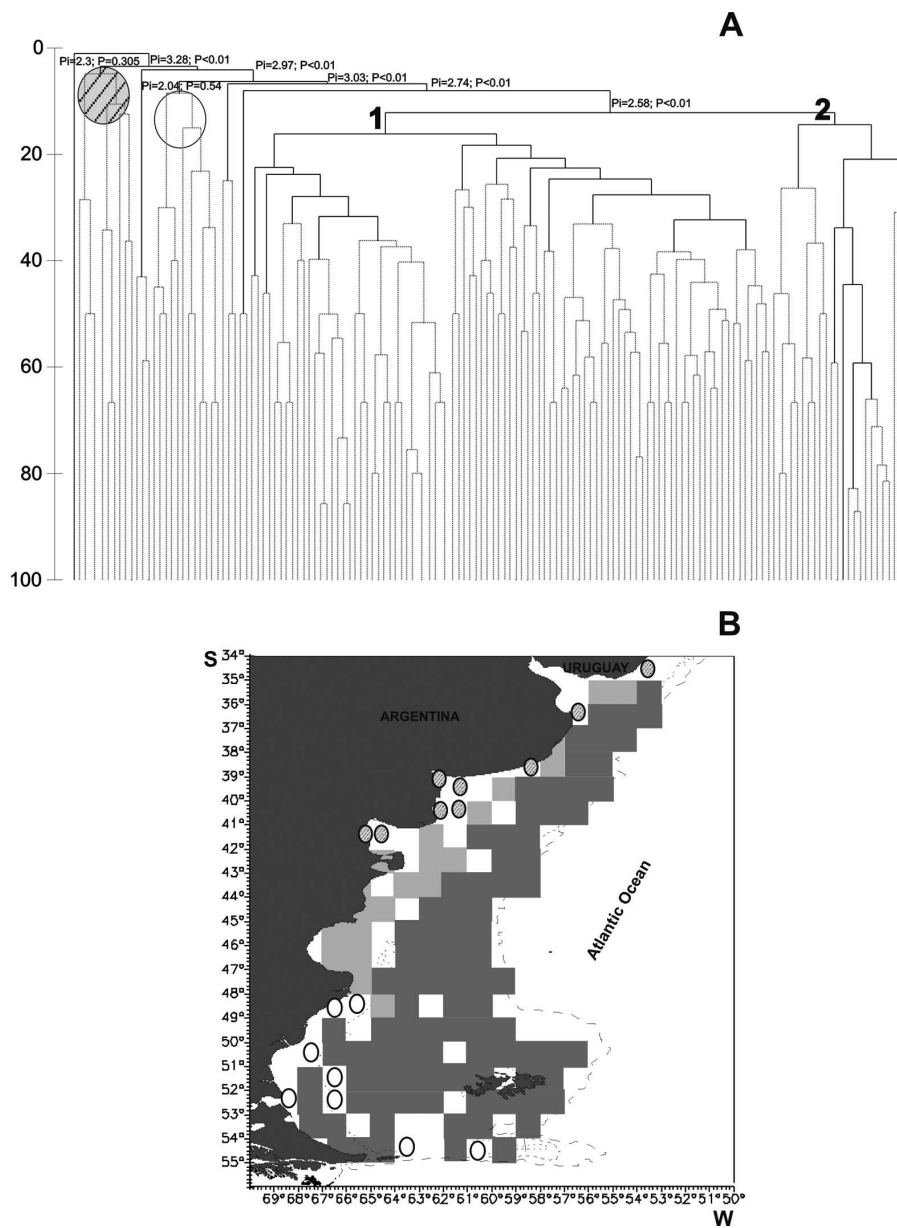 A
0
20
40
60
80
100
Pi=2.3; P=0.305
Pi=3.28; P<0.01
Pi=2.04; P=0.54
Pi=2.97; P<0.01
Pi=3.03; P<0.01
Pi=2.74; P<0.01
Pi=2.58; P<0.01
1
2
B
S
34°
35°
36°
37°
38°
39°
40°
41°
42°
43°
44°
45°
46°
47°
48°
49°
50°
51°
52°
53°
54°
55°
URUGUAY
ARGENTINA
Atlantic Ocean
69° 68° 67° 66° 65° 64° 63° 62° 61° 60° 59° 58° 57° 56° 55° 54° 53° 52° 51° 50°
W